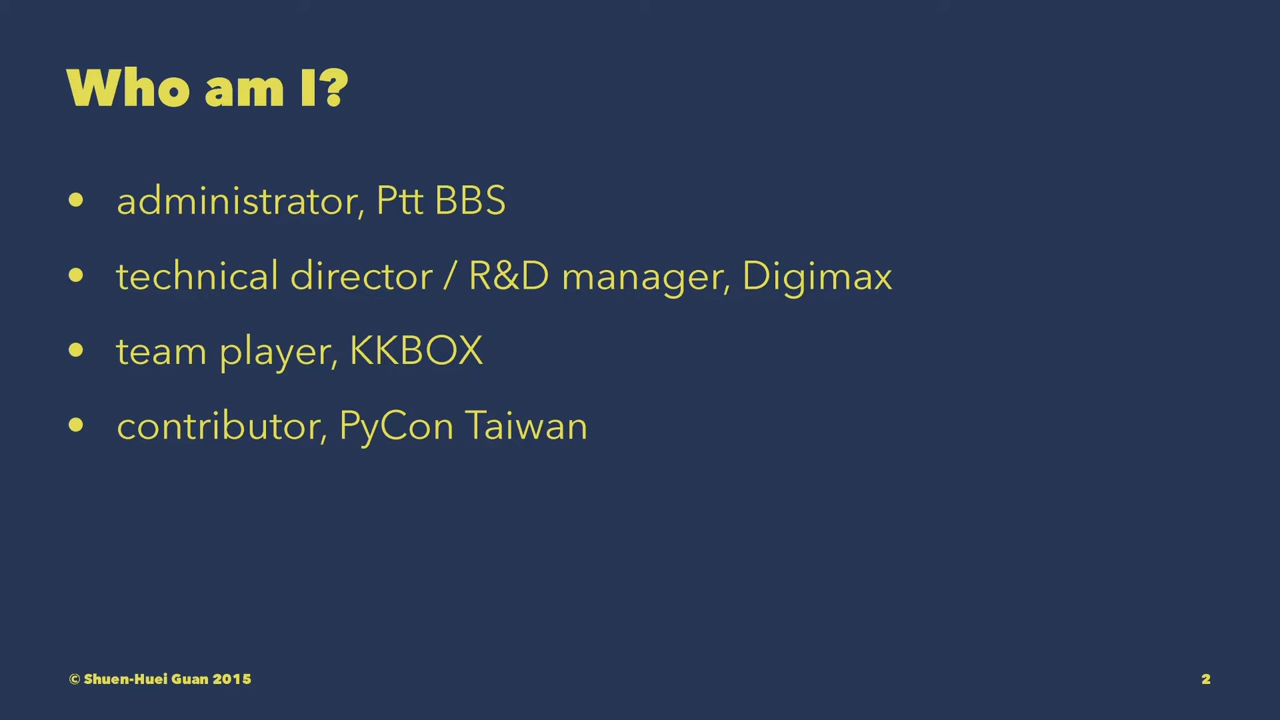 Who am I?
• administrator, Ptt BBS
• technical director / R&D manager, Digimax
• team player, KKBOX
• contributor, PyCon Taiwan
© Shuen-Huei Guan 2015
2